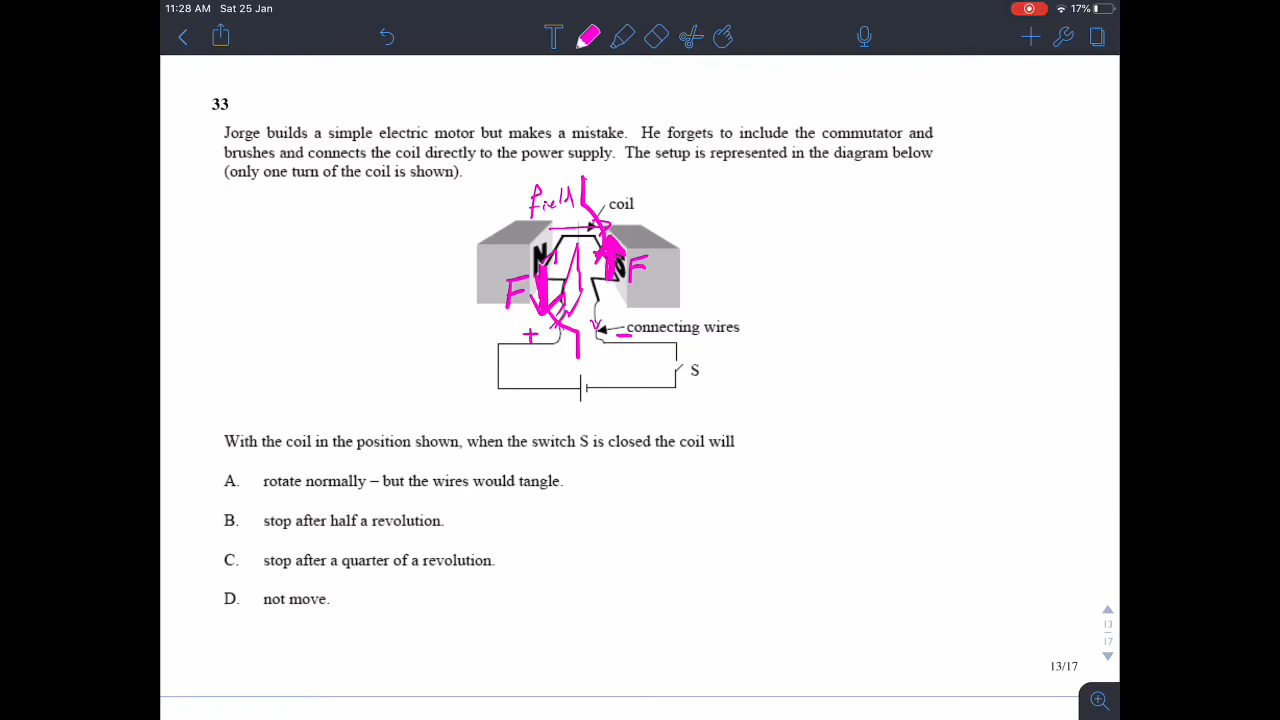 11:28 AM Sat 25 Jan
17%
T
33
Jorge builds a simple electric motor but makes a mistake. He forgets to include the commutator and
brushes and connects the coil directly to the power supply. The setup is represented in the diagram below
(only one turn of the coil is shown).
field
coil
N
S
F
F
+
−
connecting wires
S
With the coil in the position shown, when the switch S is closed the coil will
A. rotate normally – but the wires would tangle.
B. stop after half a revolution.
C. stop after a quarter of a revolution.
D. not move.
13
17
13/17